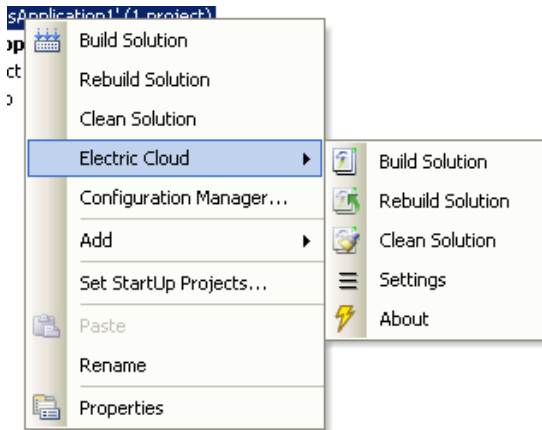 sApplication1' (1 project)
Build Solution
Rebuild Solution
Clean Solution
Electric Cloud
Configuration Manager...
Add
Set StartUp Projects...
Paste
Rename
Properties
Build Solution
Rebuild Solution
Clean Solution
Settings
About